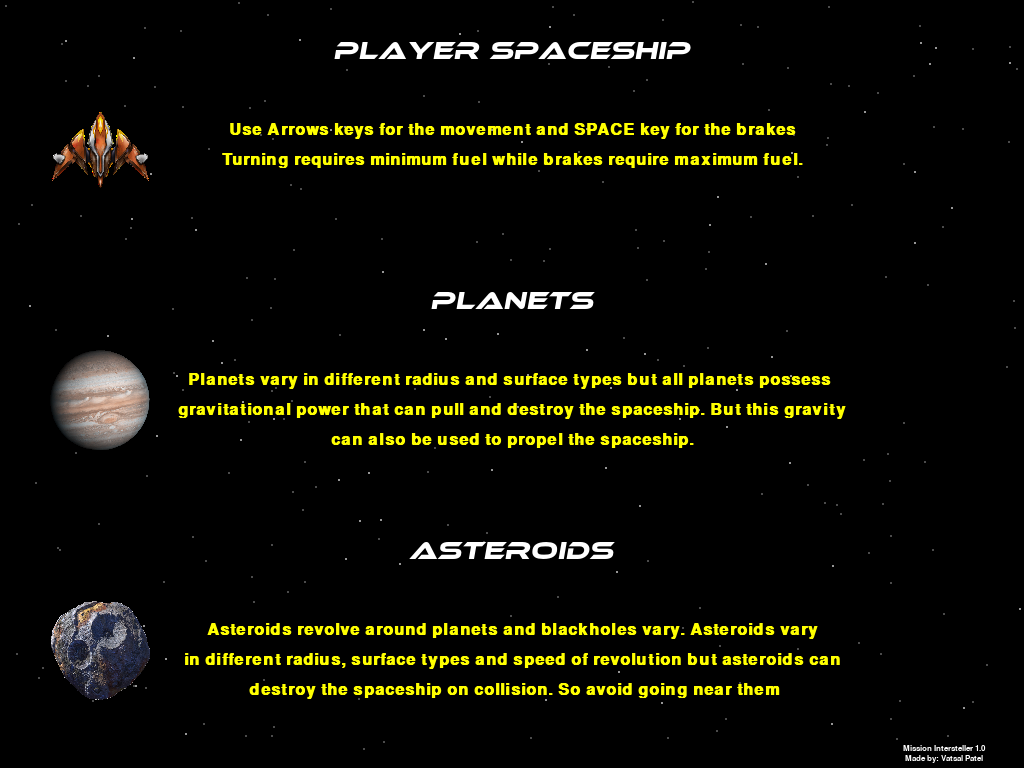 PLAYER SPACESHIP
Use Arrows keys for the movement and SPACE key for the brakes
Turning requires minimum fuel while brakes require maximum fuel.
PLANETS
Planets vary in different radius and surface types but all planets possess
gravitational power that can pull and destroy the spaceship. But this gravity
can also be used to propel the spaceship.
ASTEROIDS
Asteroids revolve around planets and blackholes vary. Asteroids vary
in different radius, surface types and speed of revolution but asteroids can
destroy the spaceship on collision. So avoid going near them
Mission Intersteller 1.0
Made by: Vatsal Patel